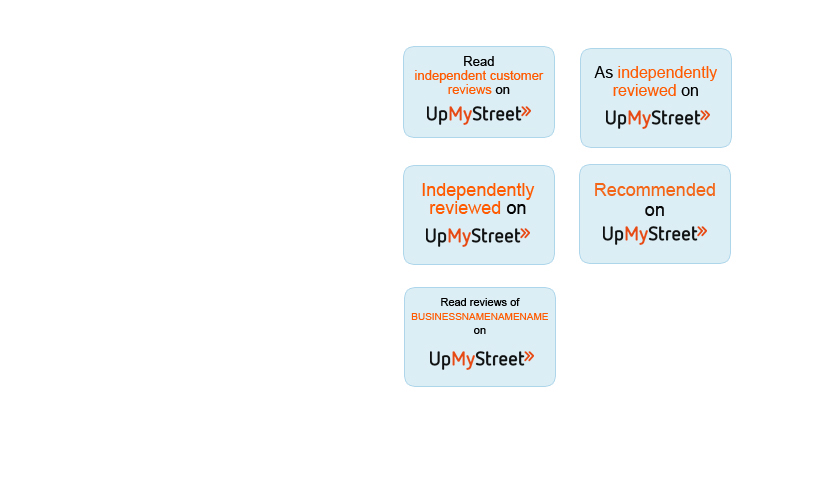 Read
independent customer
reviews on
UpMyStreet»
As independently
reviewed on
UpMyStreet»
Independently
reviewed on
UpMyStreet»
Recommended
on
UpMyStreet»
Read reviews of
BUSINESSNAMENAMENAME
on
UpMyStreet»